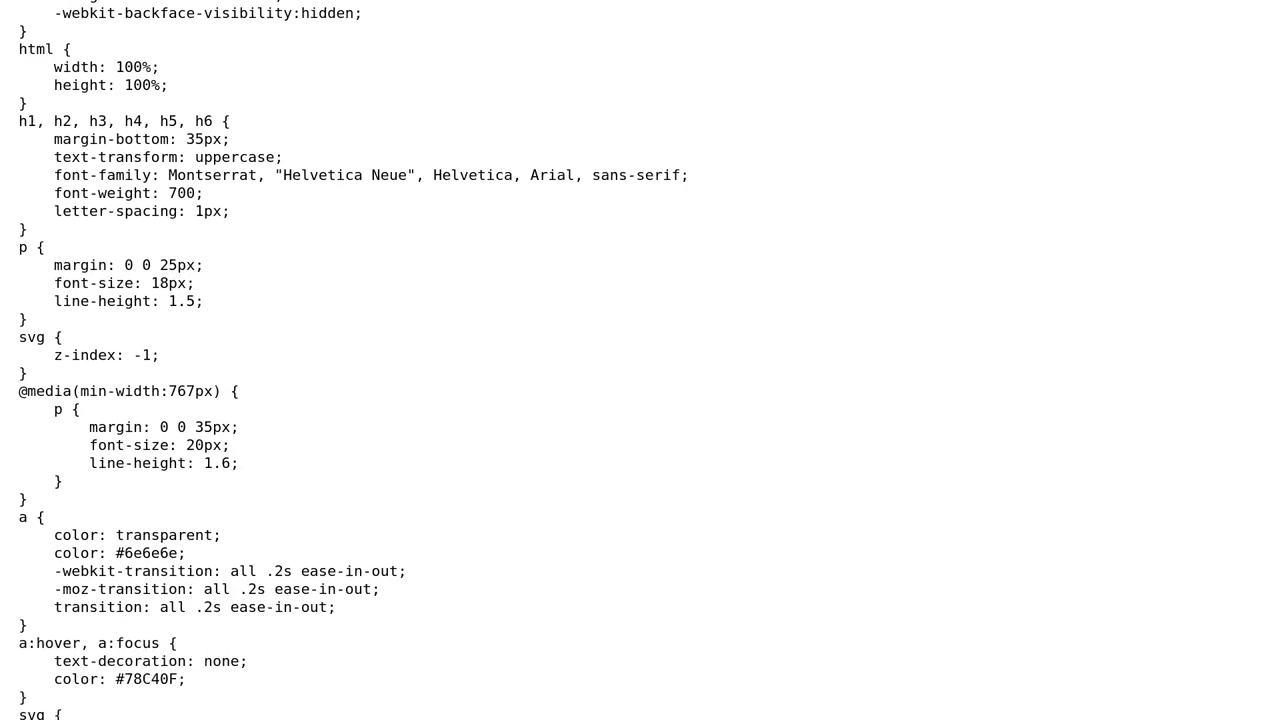 -webkit-backface-visibility:hidden;
}
html {
    width: 100%;
    height: 100%;
}
h1, h2, h3, h4, h5, h6 {
    margin-bottom: 35px;
    text-transform: uppercase;
    font-family: Montserrat, "Helvetica Neue", Helvetica, Arial, sans-serif;
    font-weight: 700;
    letter-spacing: 1px;
}
p {
    margin: 0 0 25px;
    font-size: 18px;
    line-height: 1.5;
}
svg {
    z-index: -1;
}
@media(min-width:767px) {
    p {
        margin: 0 0 35px;
        font-size: 20px;
        line-height: 1.6;
    }
}
a {
    color: transparent;
    color: #6e6e6e;
    -webkit-transition: all .2s ease-in-out;
    -moz-transition: all .2s ease-in-out;
    transition: all .2s ease-in-out;
}
a:hover, a:focus {
    text-decoration: none;
    color: #78C40F;
}
svg {